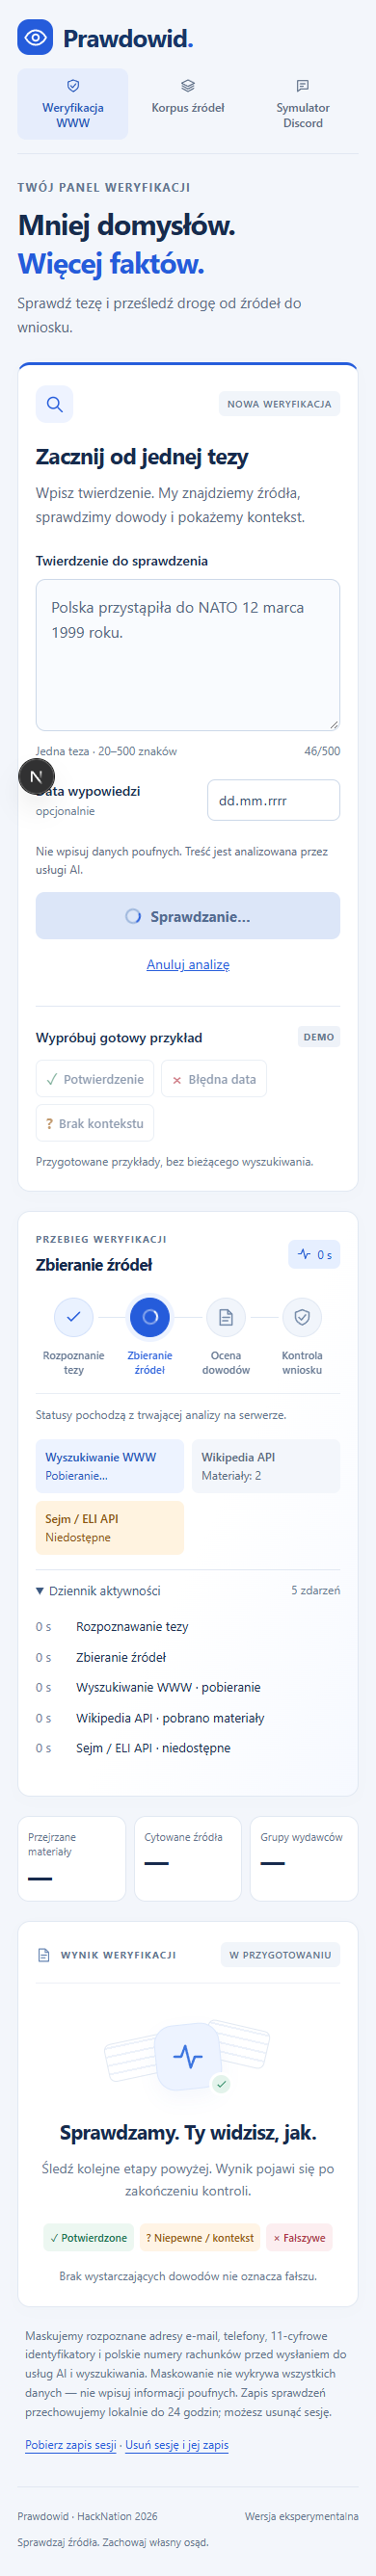 Prawdowid.
Weryfikacja
WWW
Korpus źródeł
Symulator
Discord
TWÓJ PANEL WERYFIKACJI
Mniej domysłów.
Więcej faktów.
Sprawdź tezę i prześledź drogę od źródeł do
wniosku.
NOWA WERYFIKACJA
Zacznij od jednej tezy
Wpisz twierdzenie. My znajdziemy źródła,
sprawdzimy dowody i pokażemy kontekst.
Twierdzenie do sprawdzenia
Polska przystąpiła do NATO 12 marca
1999 roku.
Jedna teza · 20–500 znaków 46/500
N
ata wypowiedzi
opcjonalnie
dd.mm.rrrr
Nie wpisuj danych poufnych. Treść jest analizowana przez
usługi AI.
Sprawdzanie...
Anuluj analizę
Wypróbuj gotowy przykład DEMO
✓ Potwierdzenie × Błędna data
? Brak kontekstu
Przygotowane przykłady, bez bieżącego wyszukiwania.
PRZEBIEG WERYFIKACJI
Zbieranie źródeł
0 s
Rozpoznanie
tezy
Zbieranie
źródeł
Ocena
dowodów
Kontrola
wniosku
Statusy pochodzą z trwającej analizy na serwerze.
Wyszukiwanie WWW
Pobieranie...
Wikipedia API
Materiały: 2
Sejm / ELI API
Niedostępne
▼ Dziennik aktywności 5 zdarzeń
0 s Rozpoznawanie tezy
0 s Zbieranie źródeł
0 s Wyszukiwanie WWW · pobieranie
0 s Wikipedia API · pobrano materiały
0 s Sejm / ELI API · niedostępne
Przejrzane
materiały
—
Cytowane źródła
—
Grupy wydawców
—
WYNIK WERYFIKACJI W PRZYGOTOWANIU
Sprawdzamy. Ty widzisz, jak.
Śledź kolejne etapy powyżej. Wynik pojawi się po
zakończeniu kontroli.
✓ Potwierdzone ? Niepewne / kontekst × Fałszywe
Brak wystarczających dowodów nie oznacza fałszu.
Maskujemy rozpoznane adresy e-mail, telefony, 11-cyfrowe
identyfikatory i polskie numery rachunków przed wysłaniem do
usług AI i wyszukiwania. Maskowanie nie wykrywa wszystkich
danych — nie wpisuj informacji poufnych. Zapis sprawdzeń
przechowujemy lokalnie do 24 godzin; możesz usunąć sesję.
Pobierz zapis sesji · Usuń sesję i jej zapis
Prawdowid · HackNation 2026 Wersja eksperymentalna
Sprawdzaj źródła. Zachowaj własny osąd.